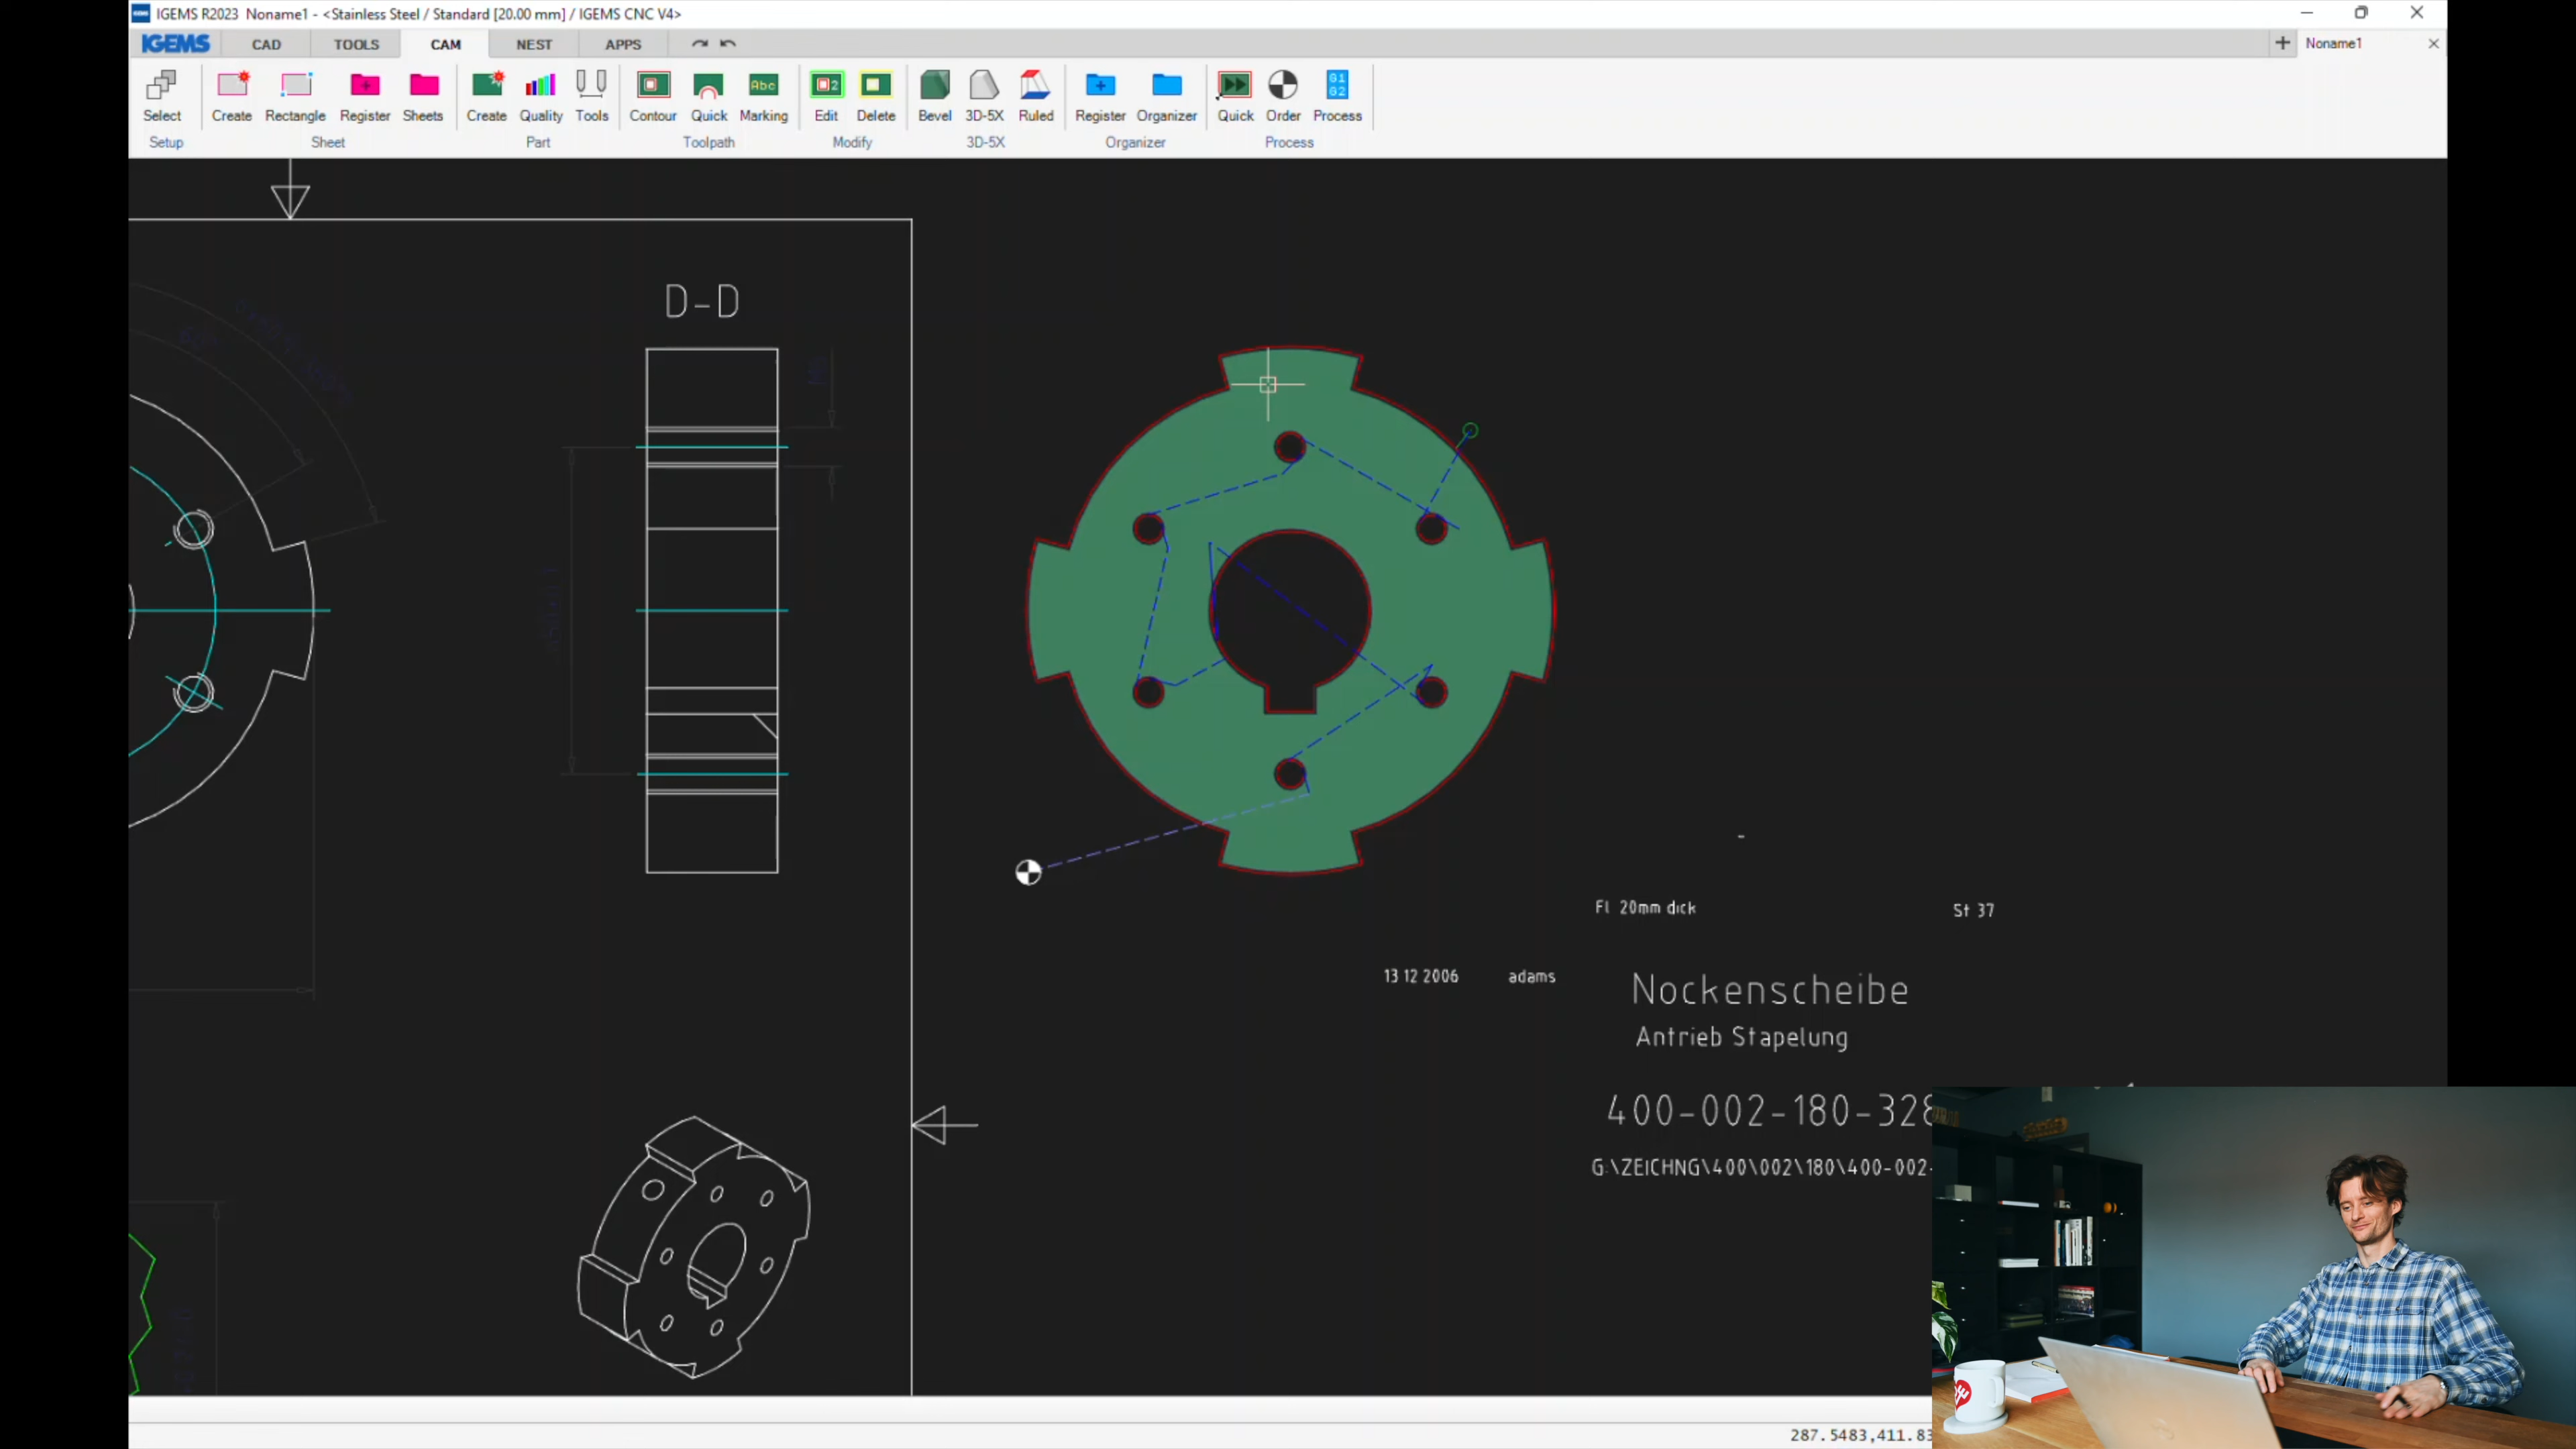 IGEMS R2023 Noname1 - <Stainless Steel / Standard [20.00 mm] / IGEMS CNC V4>
IGEMS CAD TOOLS CAM NEST APPS
Noname1
Select Create Rectangle Register Sheets Create Quality Tools Contour Quick Marking Edit Delete Bevel 3D-5X Ruled Register Organizer Quick Order Process
Setup Sheet Part Toolpath Modify 3D-5X Organizer Process
D-D
Fl 20mm dick St 37
13 12 2006 adams
Nockenscheibe
Antrieb Stapelung
400-002-180-328
G:\ZEICHNG\400\002\180\400-002-
287.5483,411.83